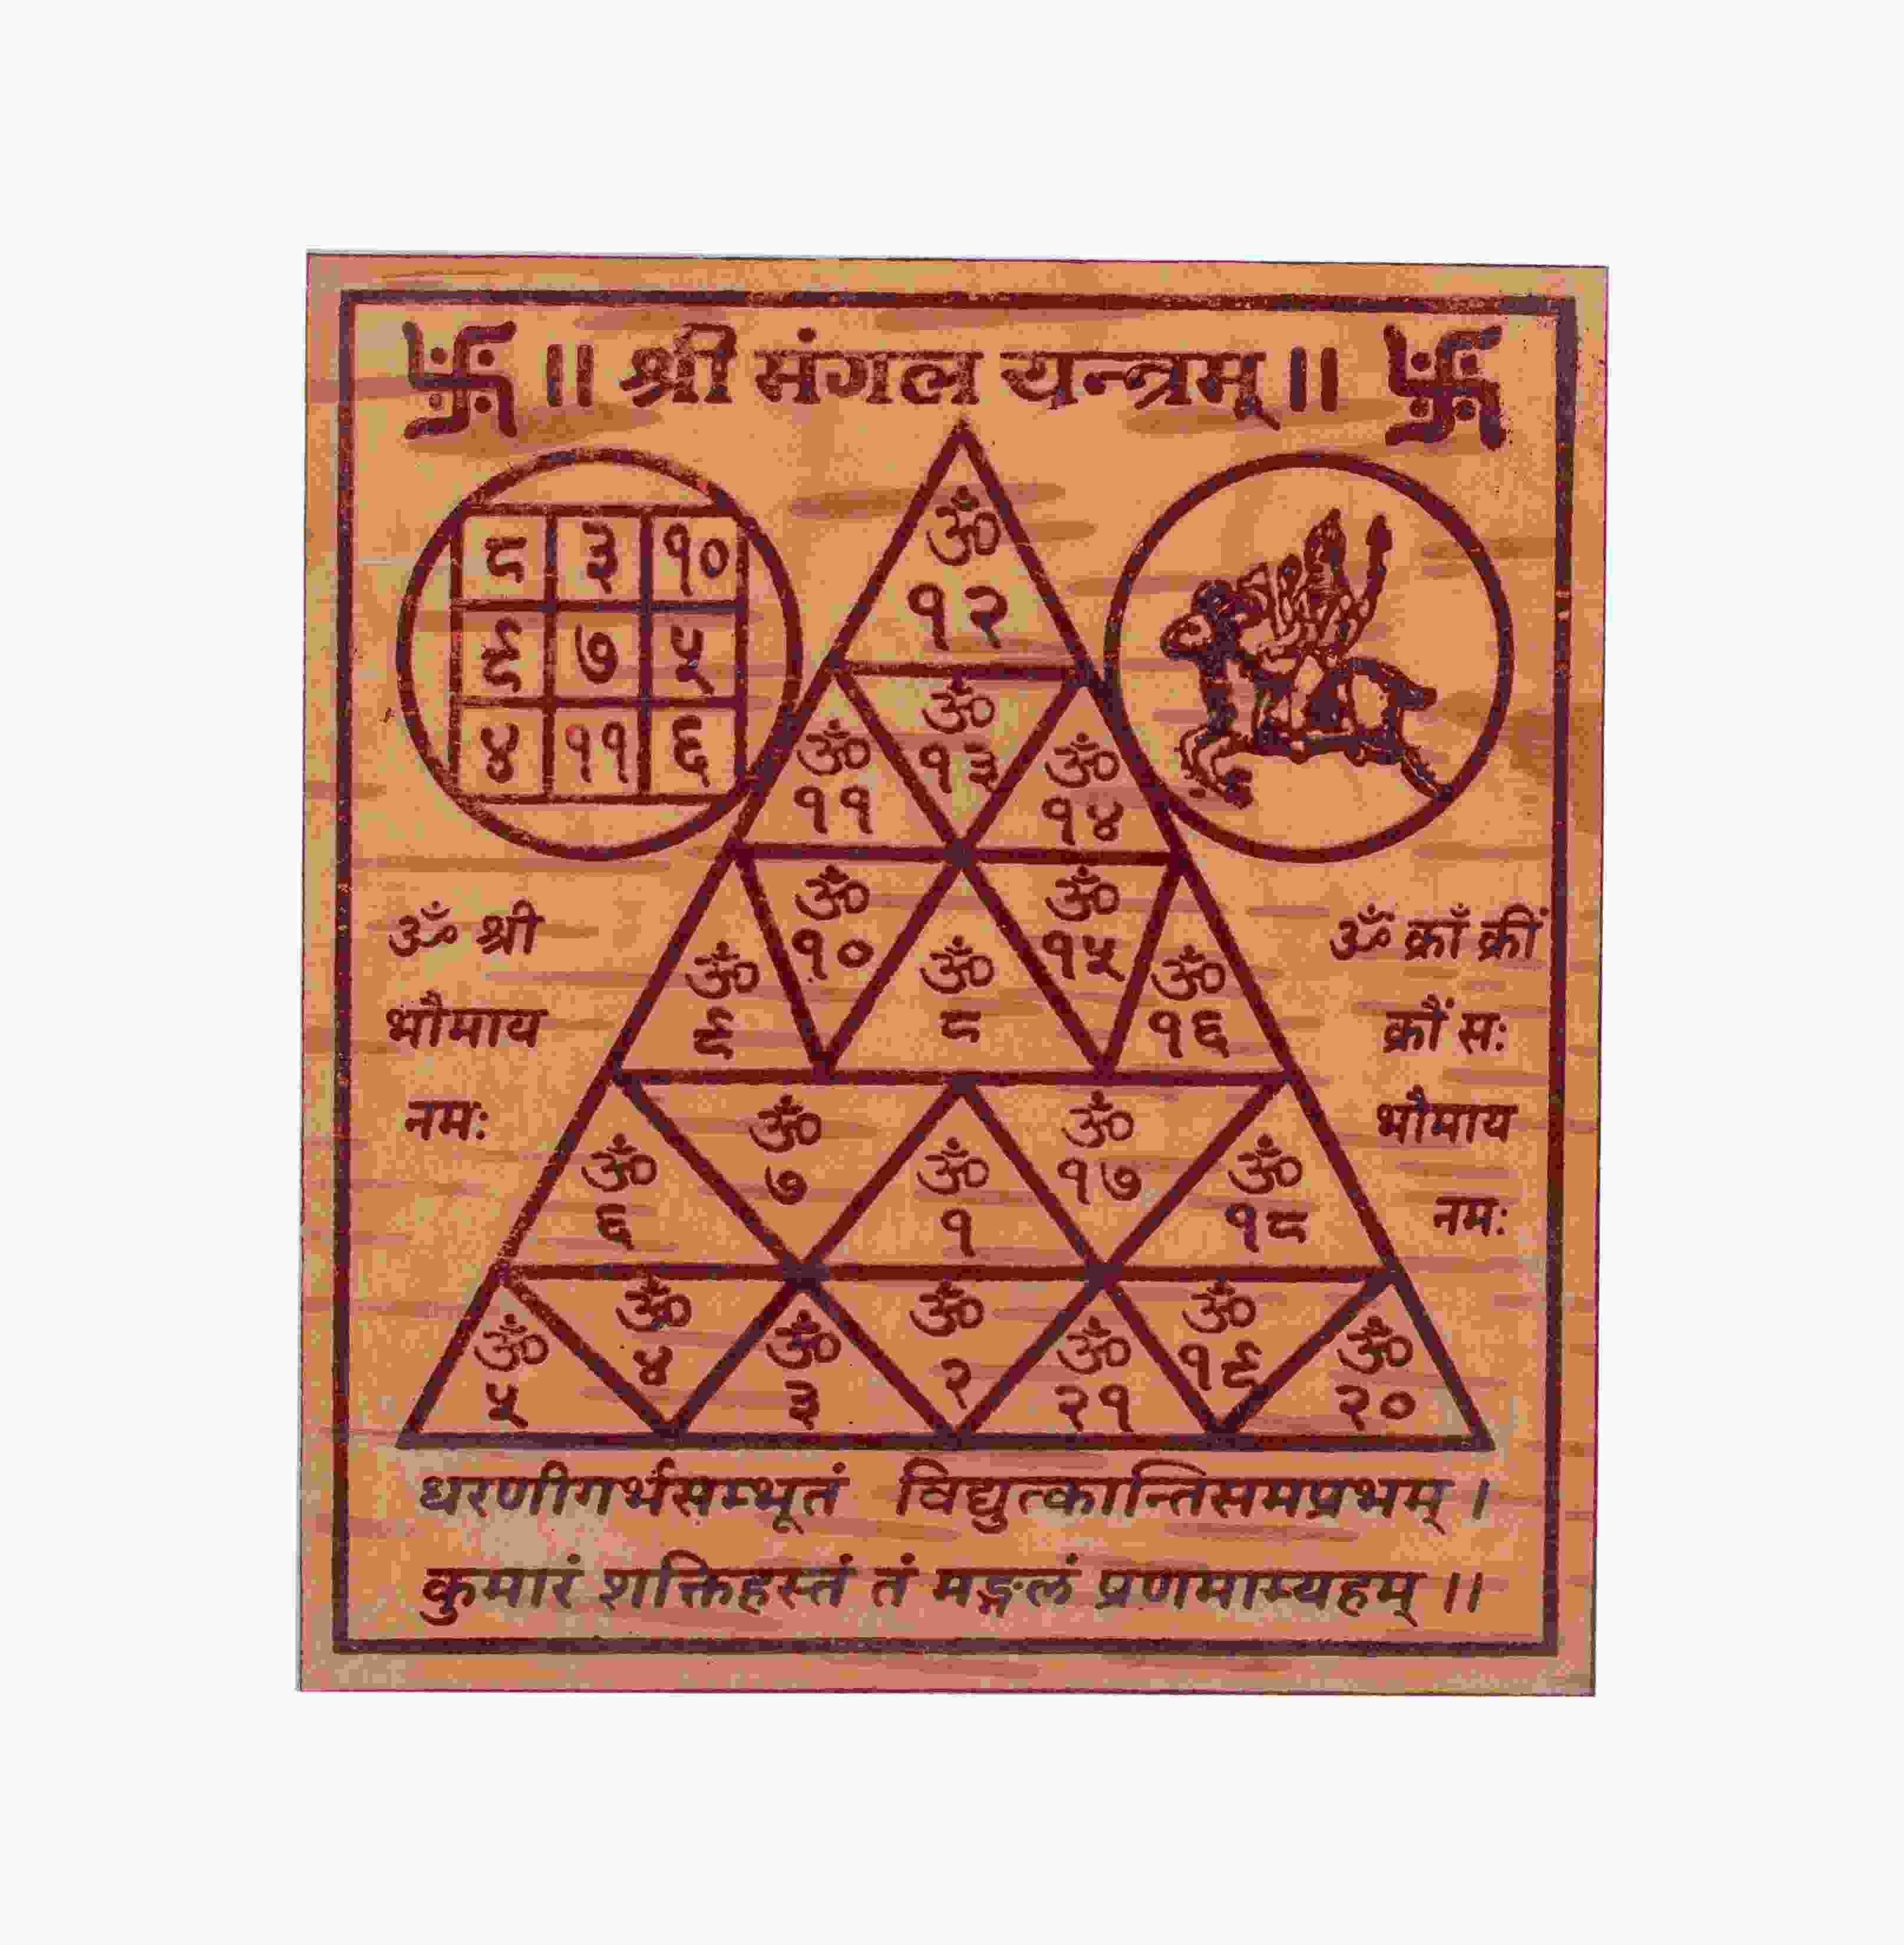 卐 ॥ श्री संगल यन्त्रम् ॥ 卐
८ ३ १०
९ ७ ५
४ ११ ६
ॐ
१२
ॐ
१३
ॐ
११
ॐ
१४
ॐ
१०
ॐ
१५
ॐ
९
ॐ
८
ॐ
१६
ॐ श्री
भौमाय
नमः
ॐ क्राँ क्रीं
क्रौं सः
भौमाय
नमः
ॐ
७
ॐ
१७
ॐ
६
ॐ
१
ॐ
१८
ॐ
५
ॐ
४
ॐ
३
ॐ
२
ॐ
२१
ॐ
१९
ॐ
२०
धरणीगर्भसम्भूतं विद्युत्कान्तिसमप्रभम् ।
कुमारं शक्तिहस्तं तं मङ्गलं प्रणमाम्यहम् ।।